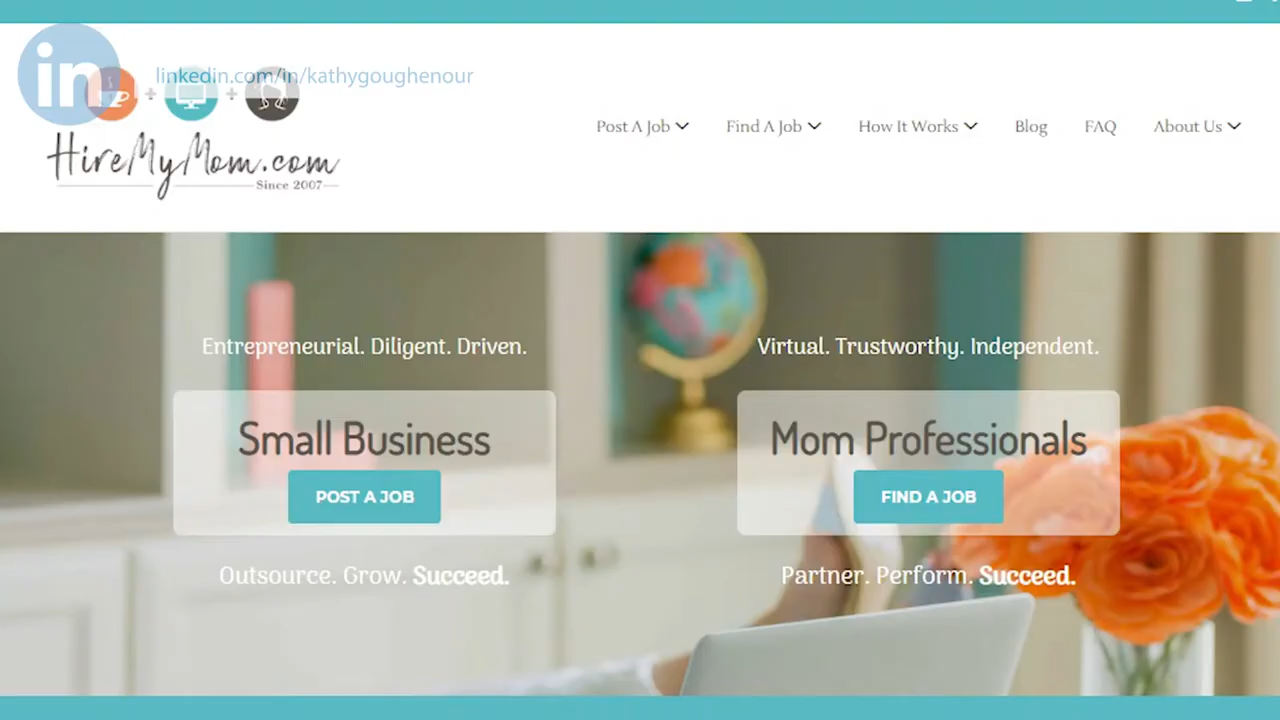 in
linkedin.com/in/kathygoughenour
+ +
HireMyMom.com
Since 2007
Post A Job Find A Job How It Works Blog FAQ About Us
Entrepreneurial. Diligent. Driven.
Small Business
POST A JOB
Outsource. Grow. Succeed.
Virtual. Trustworthy. Independent.
Mom Professionals
FIND A JOB
Partner. Perform. Succeed.